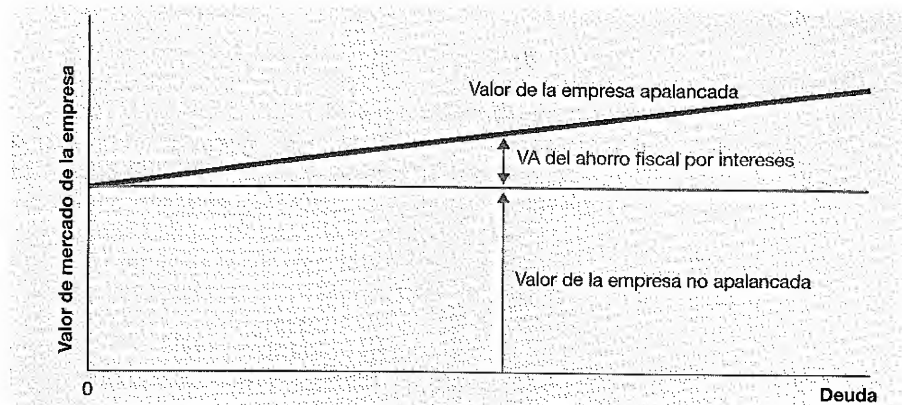 Valor de mercado de la empresa
Valor de la empresa apalancada
VA del ahorro fiscal por intereses
Valor de la empresa no apalancada
0
Deuda